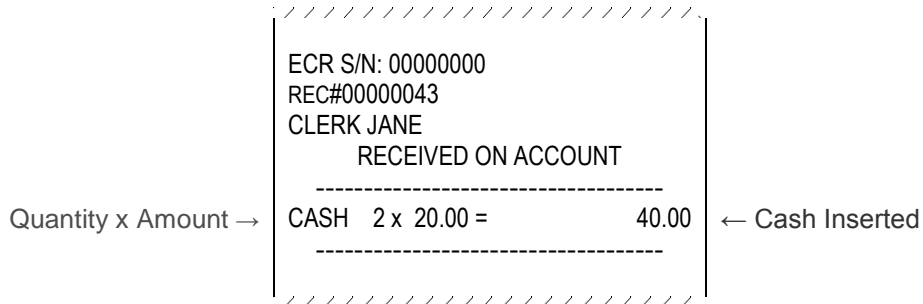 ECR S/N: 00000000
REC#00000043
CLERK JANE
RECEIVED ON ACCOUNT
-----------------------------------
Quantity x Amount → CASH 2 x 20.00 = 40.00 ← Cash Inserted
-----------------------------------